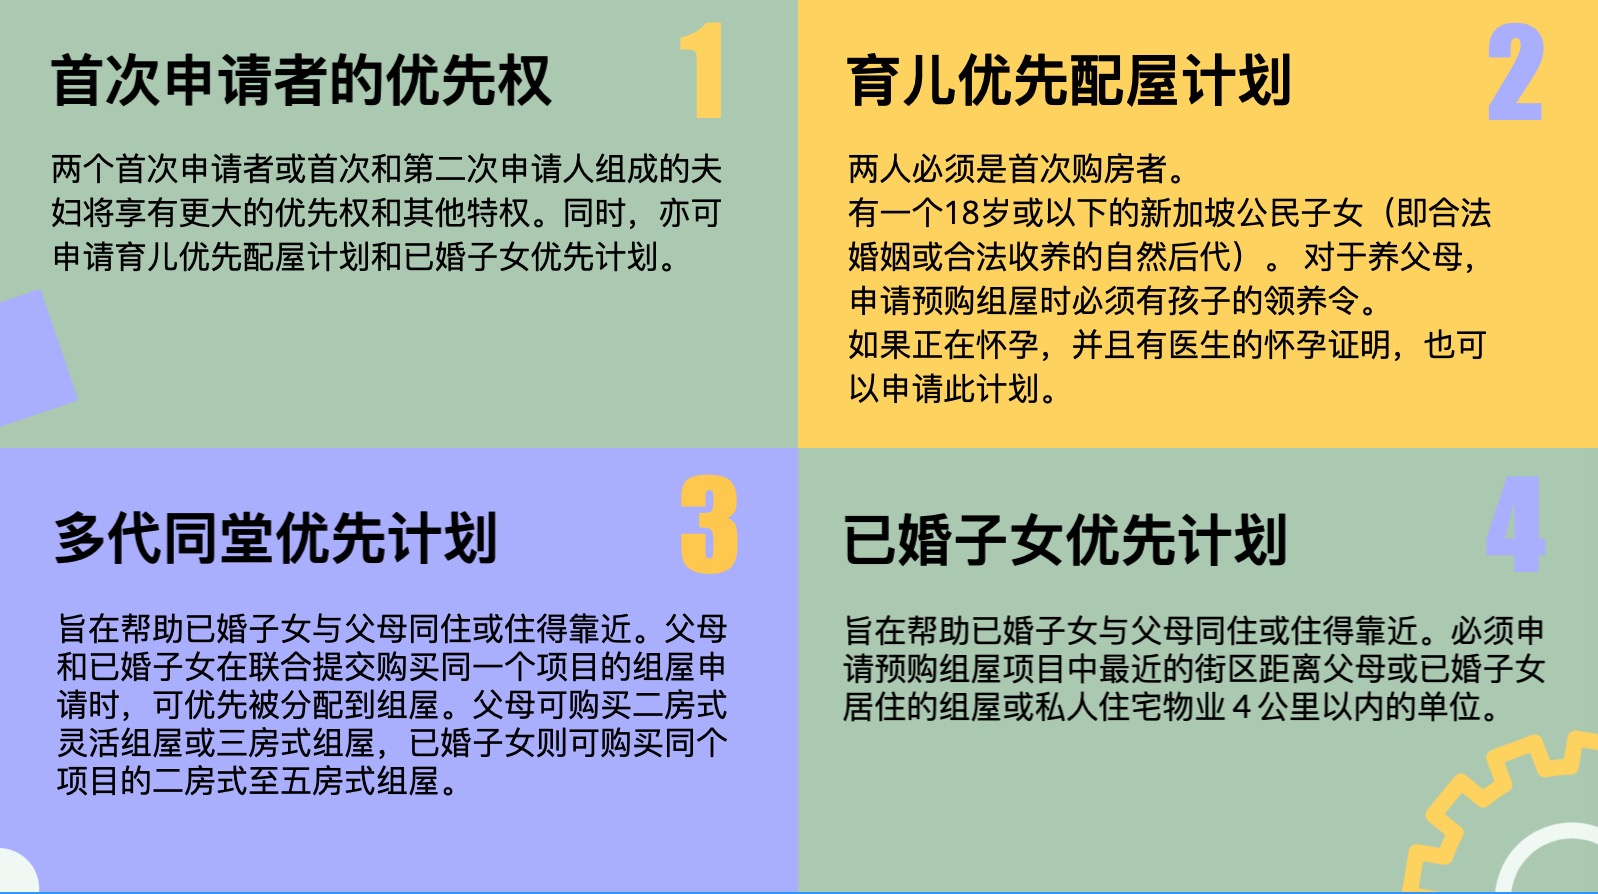 首次申请者的优先权
1
两个首次申请者或首次和第二次申请人组成的夫
妇将享有更大的优先权和其他特权。同时，亦可
申请育儿优先配屋计划和已婚子女优先计划。
育儿优先配屋计划
2
两人必须是首次购房者。
有一个18岁或以下的新加坡公民子女（即合法
婚姻或合法收养的自然后代）。 对于养父母，
申请预购组屋时必须有孩子的领养令。
如果正在怀孕，并且有医生的怀孕证明，也可
以申请此计划。
多代同堂优先计划
3
旨在帮助已婚子女与父母同住或住得靠近。父母
和已婚子女在联合提交购买同一个项目的组屋申
请时，可优先被分配到组屋。父母可购买二房式
灵活组屋或三房式组屋，已婚子女则可购买同个
项目的二房式至五房式组屋。
已婚子女优先计划
4
旨在帮助已婚子女与父母同住或住得靠近。必须申
请预购组屋项目中最近的街区距离父母或已婚子女
居住的组屋或私人住宅物业４公里以内的单位。